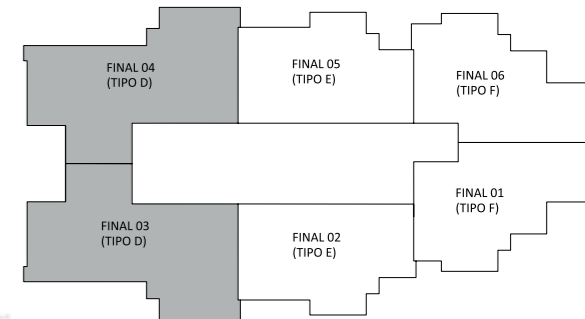 FINAL 04
(TIPO D)
FINAL 05
(TIPO E)
FINAL 06
(TIPO F)
FINAL 03
(TIPO D)
FINAL 02
(TIPO E)
FINAL 01
(TIPO F)